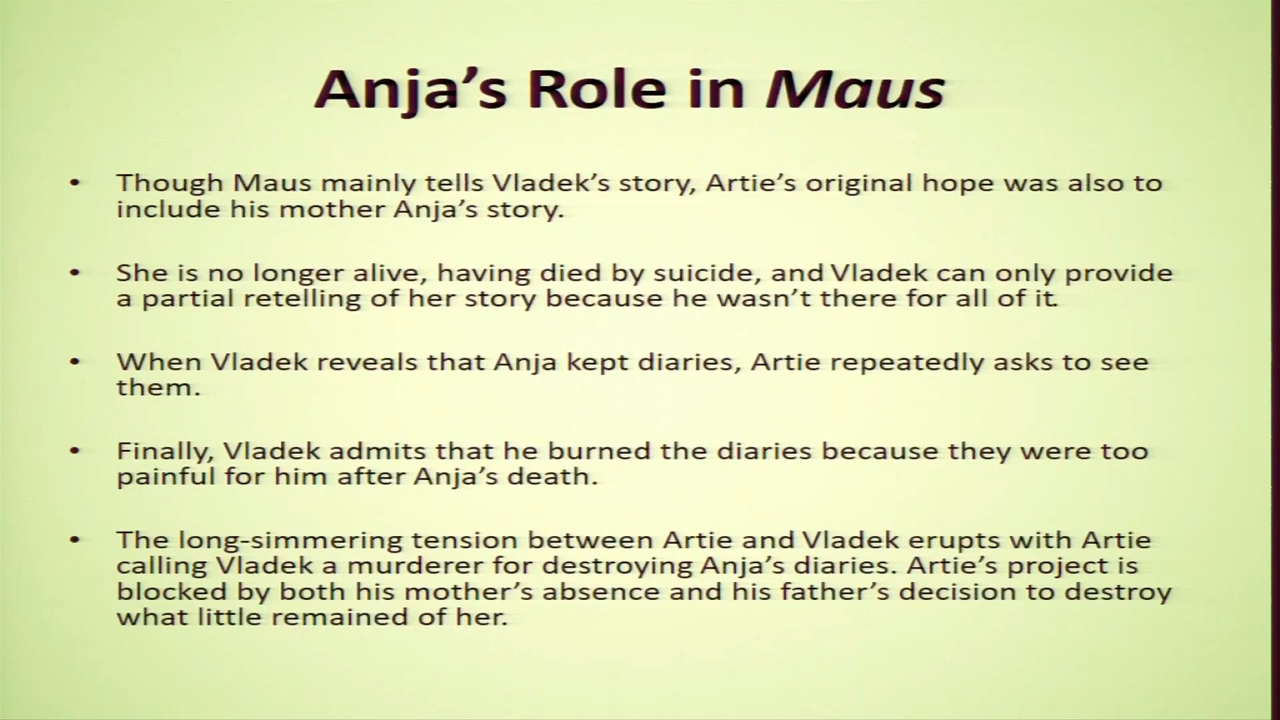 Anja’s Role in Maus
• Though Maus mainly tells Vladek’s story, Artie’s original hope was also to
include his mother Anja’s story.
• She is no longer alive, having died by suicide, and Vladek can only provide
a partial retelling of her story because he wasn’t there for all of it.
• When Vladek reveals that Anja kept diaries, Artie repeatedly asks to see
them.
• Finally, Vladek admits that he burned the diaries because they were too
painful for him after Anja’s death.
• The long-simmering tension between Artie and Vladek erupts with Artie
calling Vladek a murderer for destroying Anja’s diaries. Artie’s project is
blocked by both his mother’s absence and his father’s decision to destroy
what little remained of her.